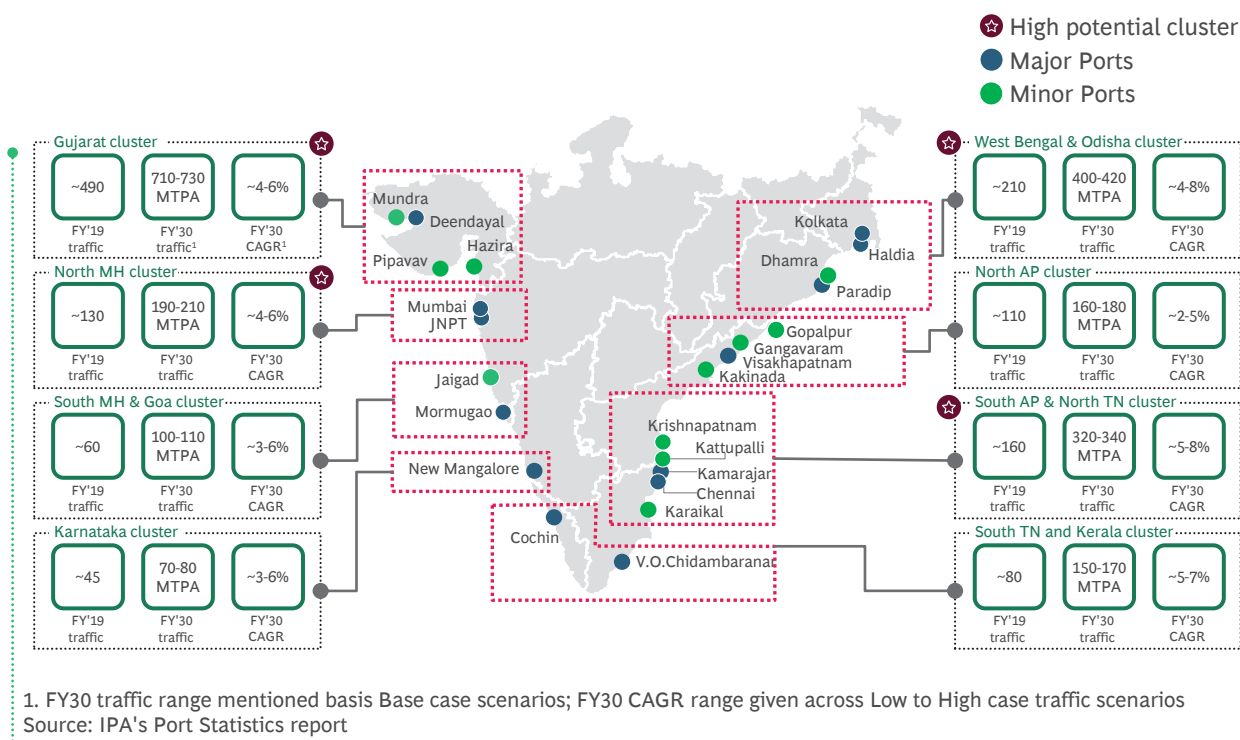 High potential cluster
Major Ports
Minor Ports
Gujarat cluster
~490
710-730
MTPA
~4-6%
FY'19
traffic
FY'30
traffic¹
FY'30
CAGR¹
North MH cluster
~130
190-210
MTPA
~4-6%
FY'19
traffic
FY'30
traffic
FY'30
CAGR
South MH & Goa cluster
~60
100-110
MTPA
~3-6%
FY'19
traffic
FY'30
traffic
FY'30
CAGR
Karnataka cluster
~45
70-80
MTPA
~3-6%
FY'19
traffic
FY'30
traffic
FY'30
CAGR
Mundra
Deendayal
Hazira
Pipavav
Mumbai
JNPT
Jaigad
Mormugao
New Mangalore
Cochin
Kolkata
Haldia
Dhamra
Paradip
Gopalpur
Gangavaram
Visakhapatnam
Kakinada
Krishnapatnam
Kattupalli
Kamarajar
Chennai
Karaikal
V.O.Chidambaranar
West Bengal & Odisha cluster
~210
400-420
MTPA
~4-8%
FY'19
traffic
FY'30
traffic
FY'30
CAGR
North AP cluster
~110
160-180
MTPA
~2-5%
FY'19
traffic
FY'30
traffic
FY'30
CAGR
South AP & North TN cluster
~160
320-340
MTPA
~5-8%
FY'19
traffic
FY'30
traffic
FY'30
CAGR
South TN and Kerala cluster
~80
150-170
MTPA
~5-7%
FY'19
traffic
FY'30
traffic
FY'30
CAGR
1. FY30 traffic range mentioned basis Base case scenarios; FY30 CAGR range given across Low to High case traffic scenarios
Source: IPA's Port Statistics report